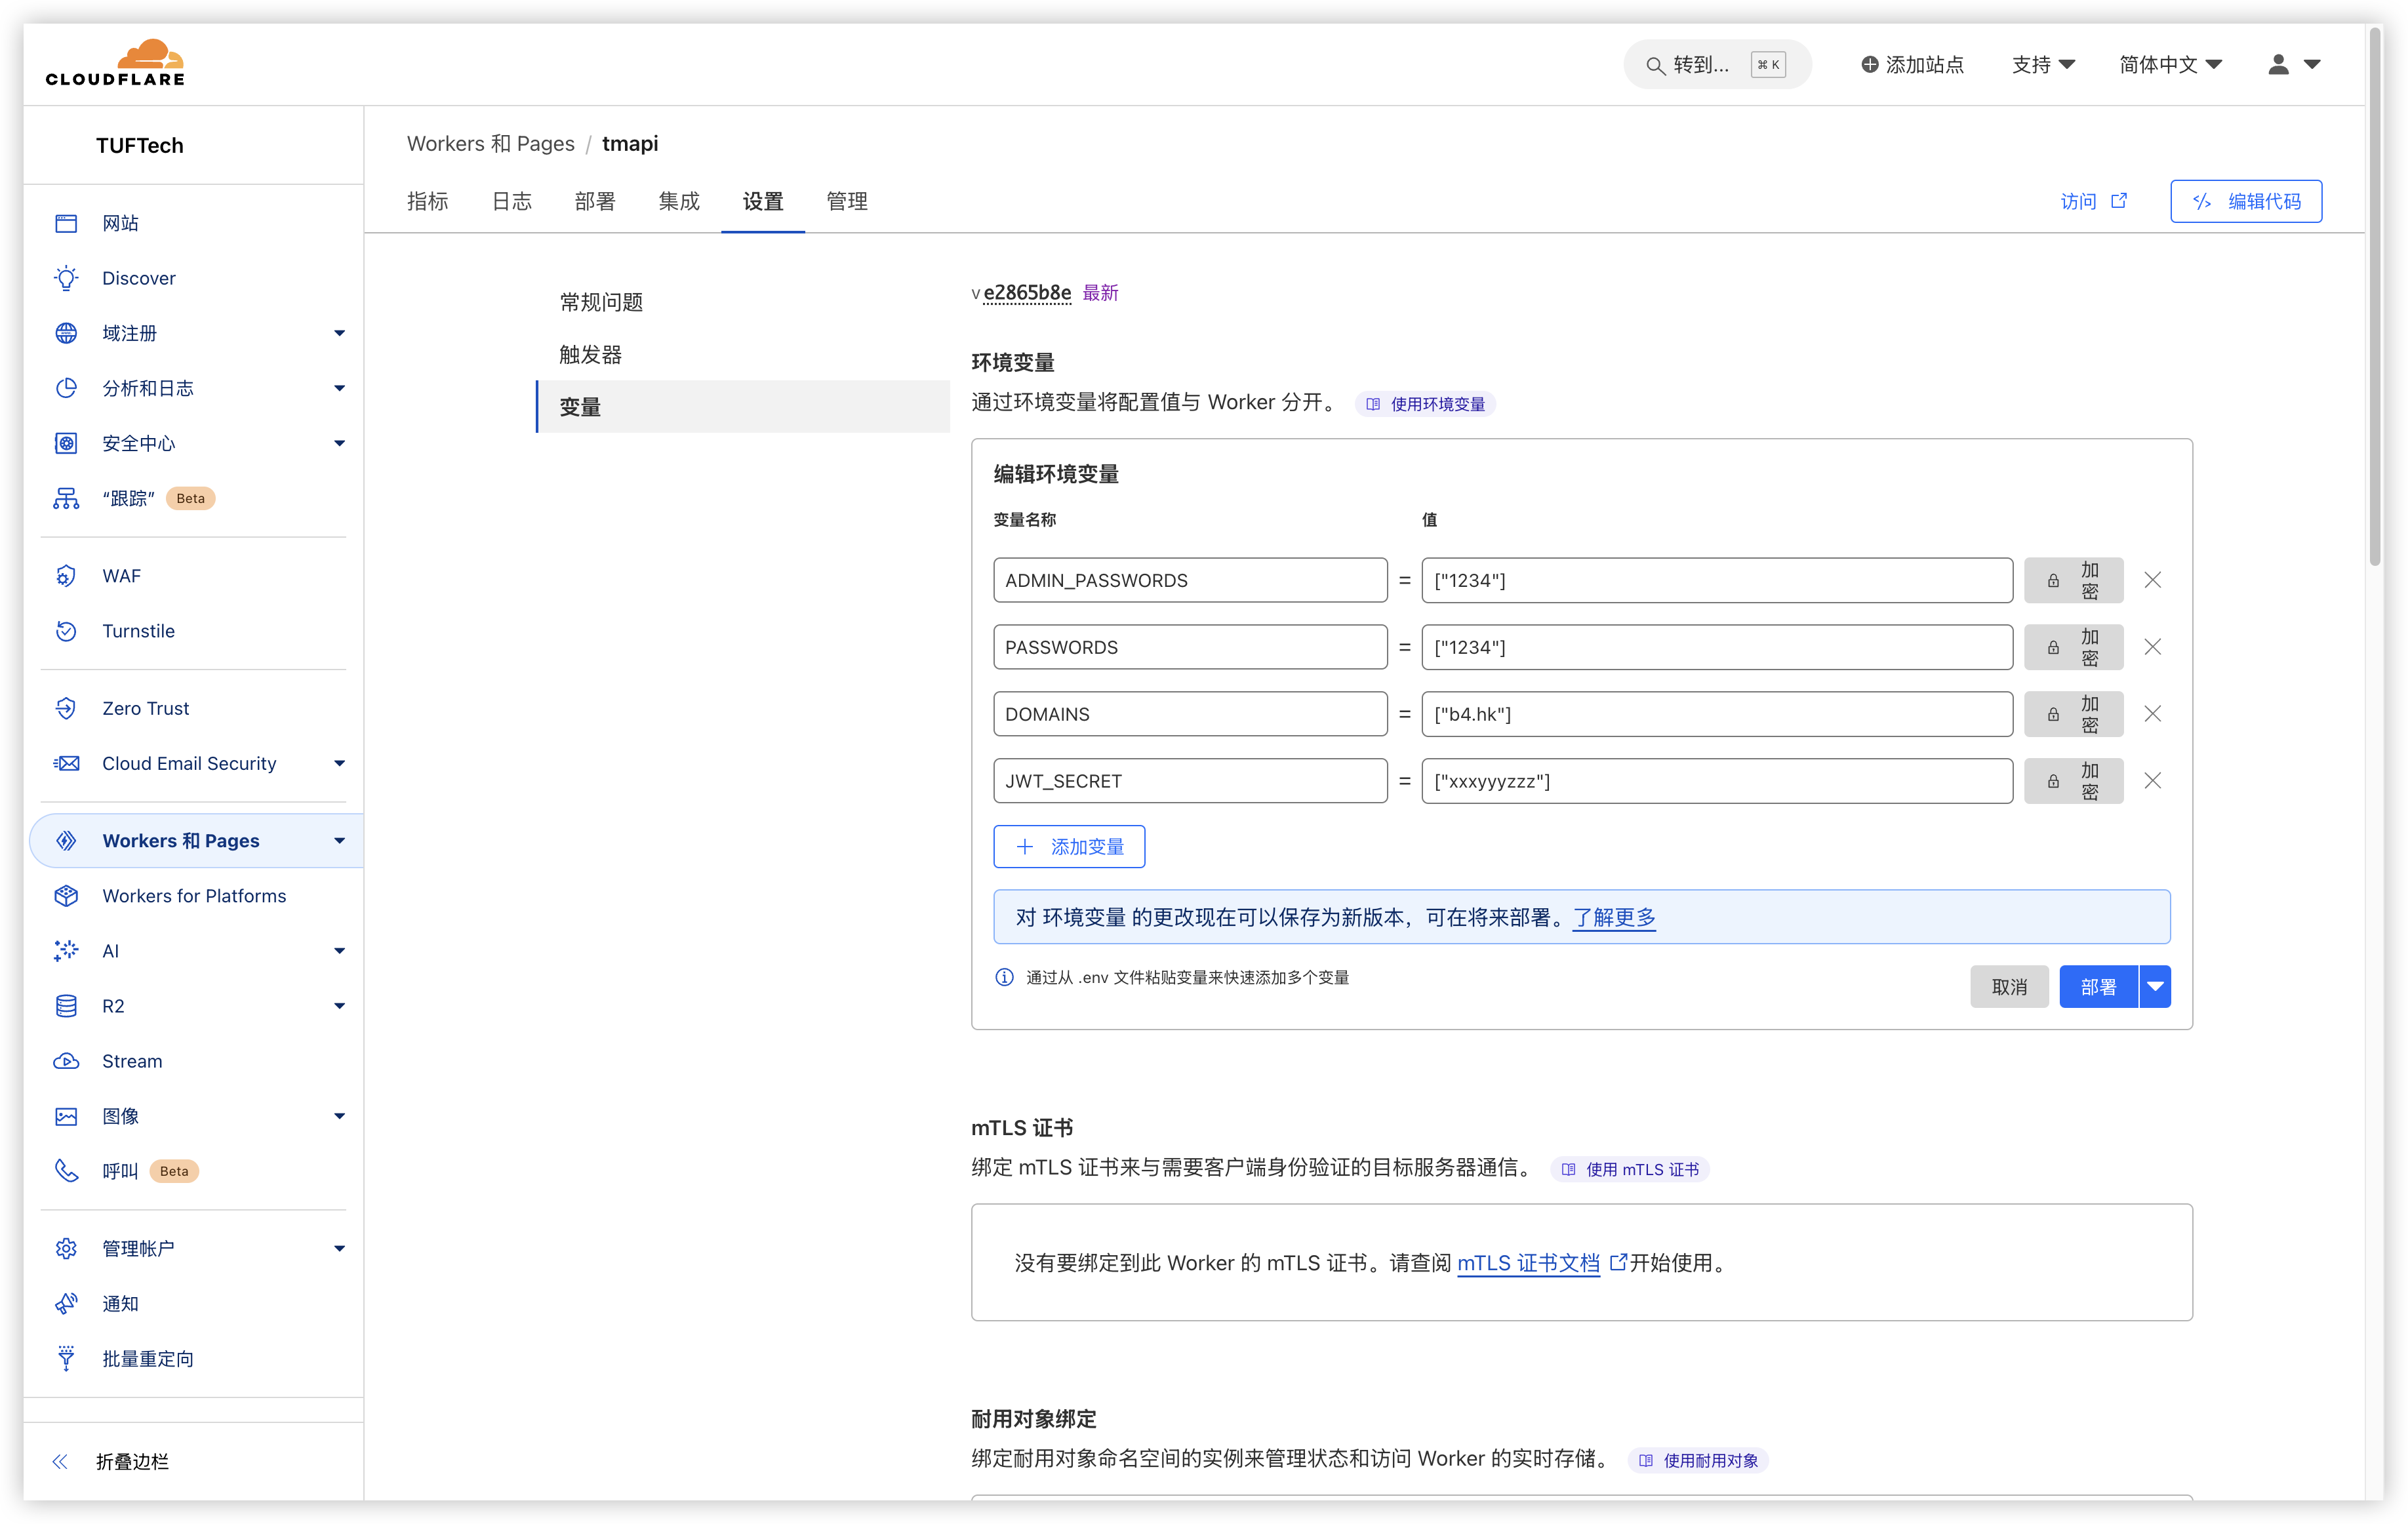 CLOUDFLARE
转到... ⌘ K
添加站点
支持
简体中文
TUFTech
网站
Discover
域注册
分析和日志
安全中心
“跟踪” Beta
WAF
Turnstile
Zero Trust
Cloud Email Security
Workers 和 Pages
Workers for Platforms
AI
R2
Stream
图像
呼叫 Beta
管理帐户
通知
批量重定向
折叠边栏
Workers 和 Pages / tmapi
指标 日志 部署 集成 设置 管理
访问
编辑代码
常规问题
触发器
变量
v e2865b8e 最新
环境变量
通过环境变量将配置值与 Worker 分开。 使用环境变量
编辑环境变量
变量名称 值
ADMIN_PASSWORDS = ["1234"] 加密
PASSWORDS = ["1234"] 加密
DOMAINS = ["b4.hk"] 加密
JWT_SECRET = ["xxxyyyzzz"] 加密
添加变量
对 环境变量 的更改现在可以保存为新版本，可在将来部署。了解更多
通过从 .env 文件粘贴变量来快速添加多个变量
取消 部署
mTLS 证书
绑定 mTLS 证书来与需要客户端身份验证的目标服务器通信。 使用 mTLS 证书
没有要绑定到此 Worker 的 mTLS 证书。请查阅 mTLS 证书文档 开始使用。
耐用对象绑定
绑定耐用对象命名空间的实例来管理状态和访问 Worker 的实时存储。 使用耐用对象